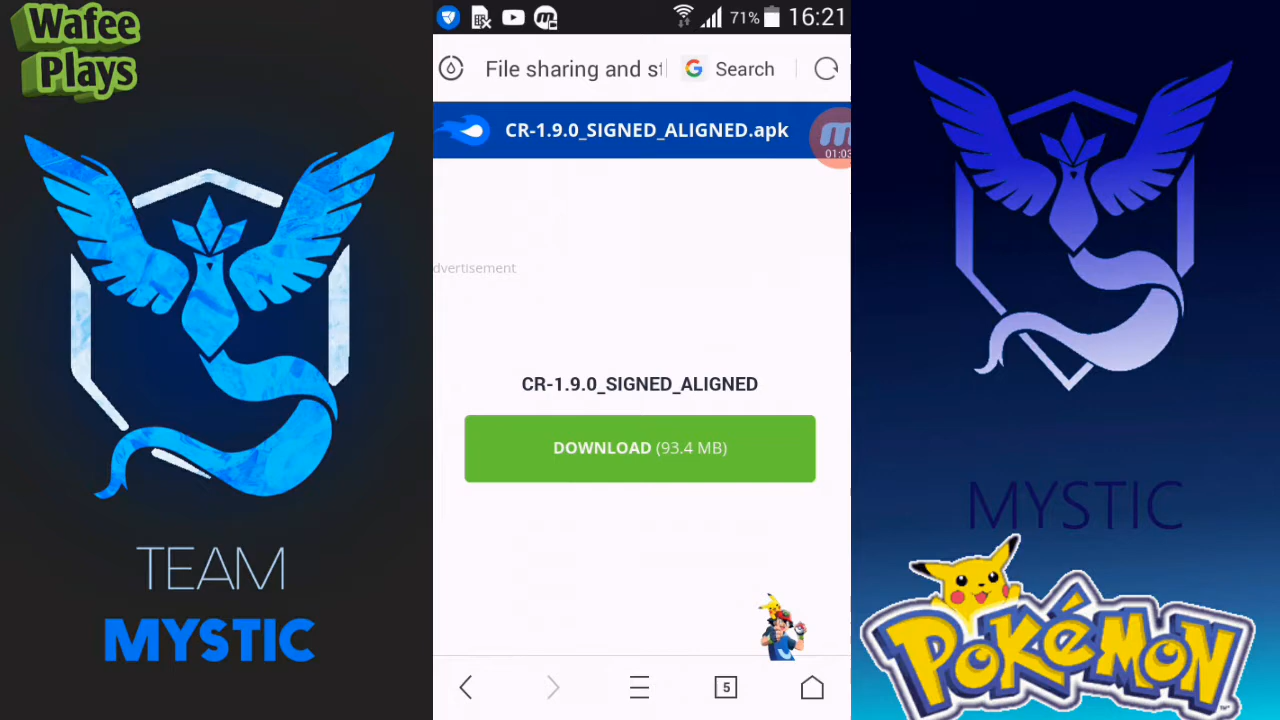 Wafee
Plays
TEAM
MYSTIC
71% 16:21
File sharing and st
Search
CR-1.9.0_SIGNED_ALIGNED.apk
01:03
dvertisement
CR-1.9.0_SIGNED_ALIGNED
DOWNLOAD (93.4 MB)
5
MYSTIC
POKéMON
TM